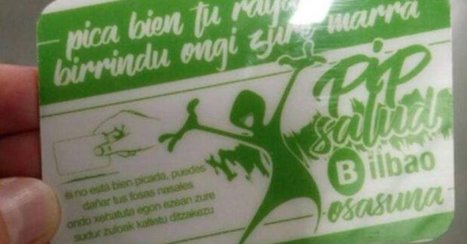 pica bien tu raya
birrindu ongi zure marra
PiP
salud
Bilbao
osasuna
si no está bien picada, puedes
dañar tus fosas nasales
ondo xehatuta egon ezean zure
sudur zuloak kaltetu ditzakezu